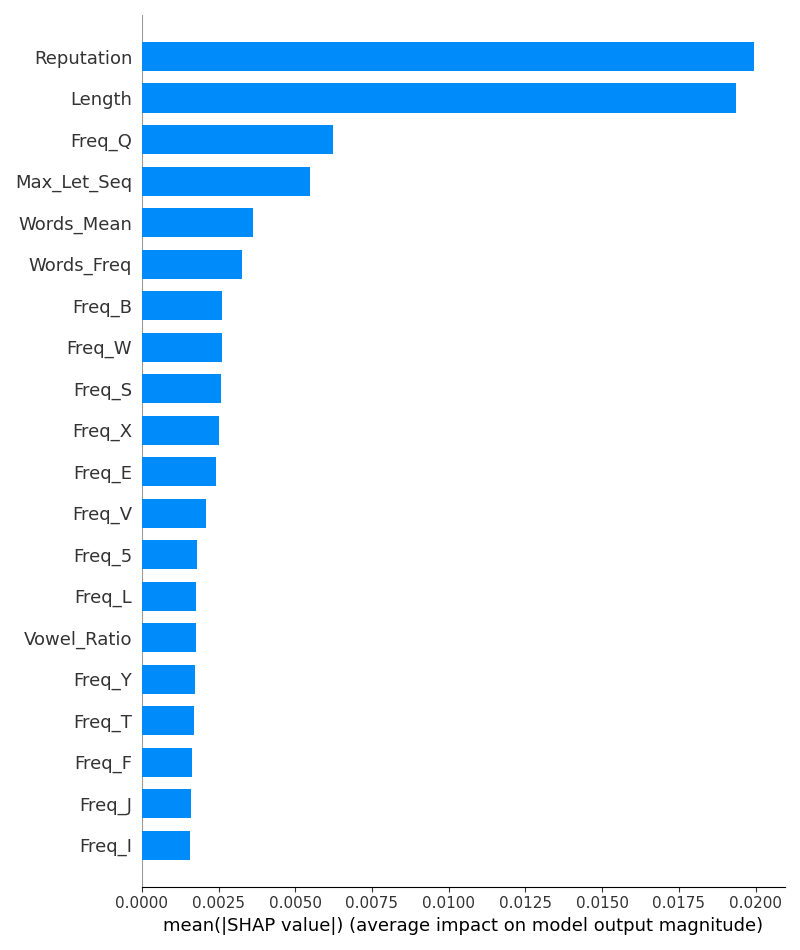 Reputation
Length
Freq_Q
Max_Let_Seq
Words_Mean
Words_Freq
Freq_B
Freq_W
Freq_S
Freq_X
Freq_E
Freq_V
Freq_5
Freq_L
Vowel_Ratio
Freq_Y
Freq_T
Freq_F
Freq_J
Freq_I
0.0000 0.0025 0.0050 0.0075 0.0100 0.0125 0.0150 0.0175 0.0200
mean(|SHAP value|) (average impact on model output magnitude)